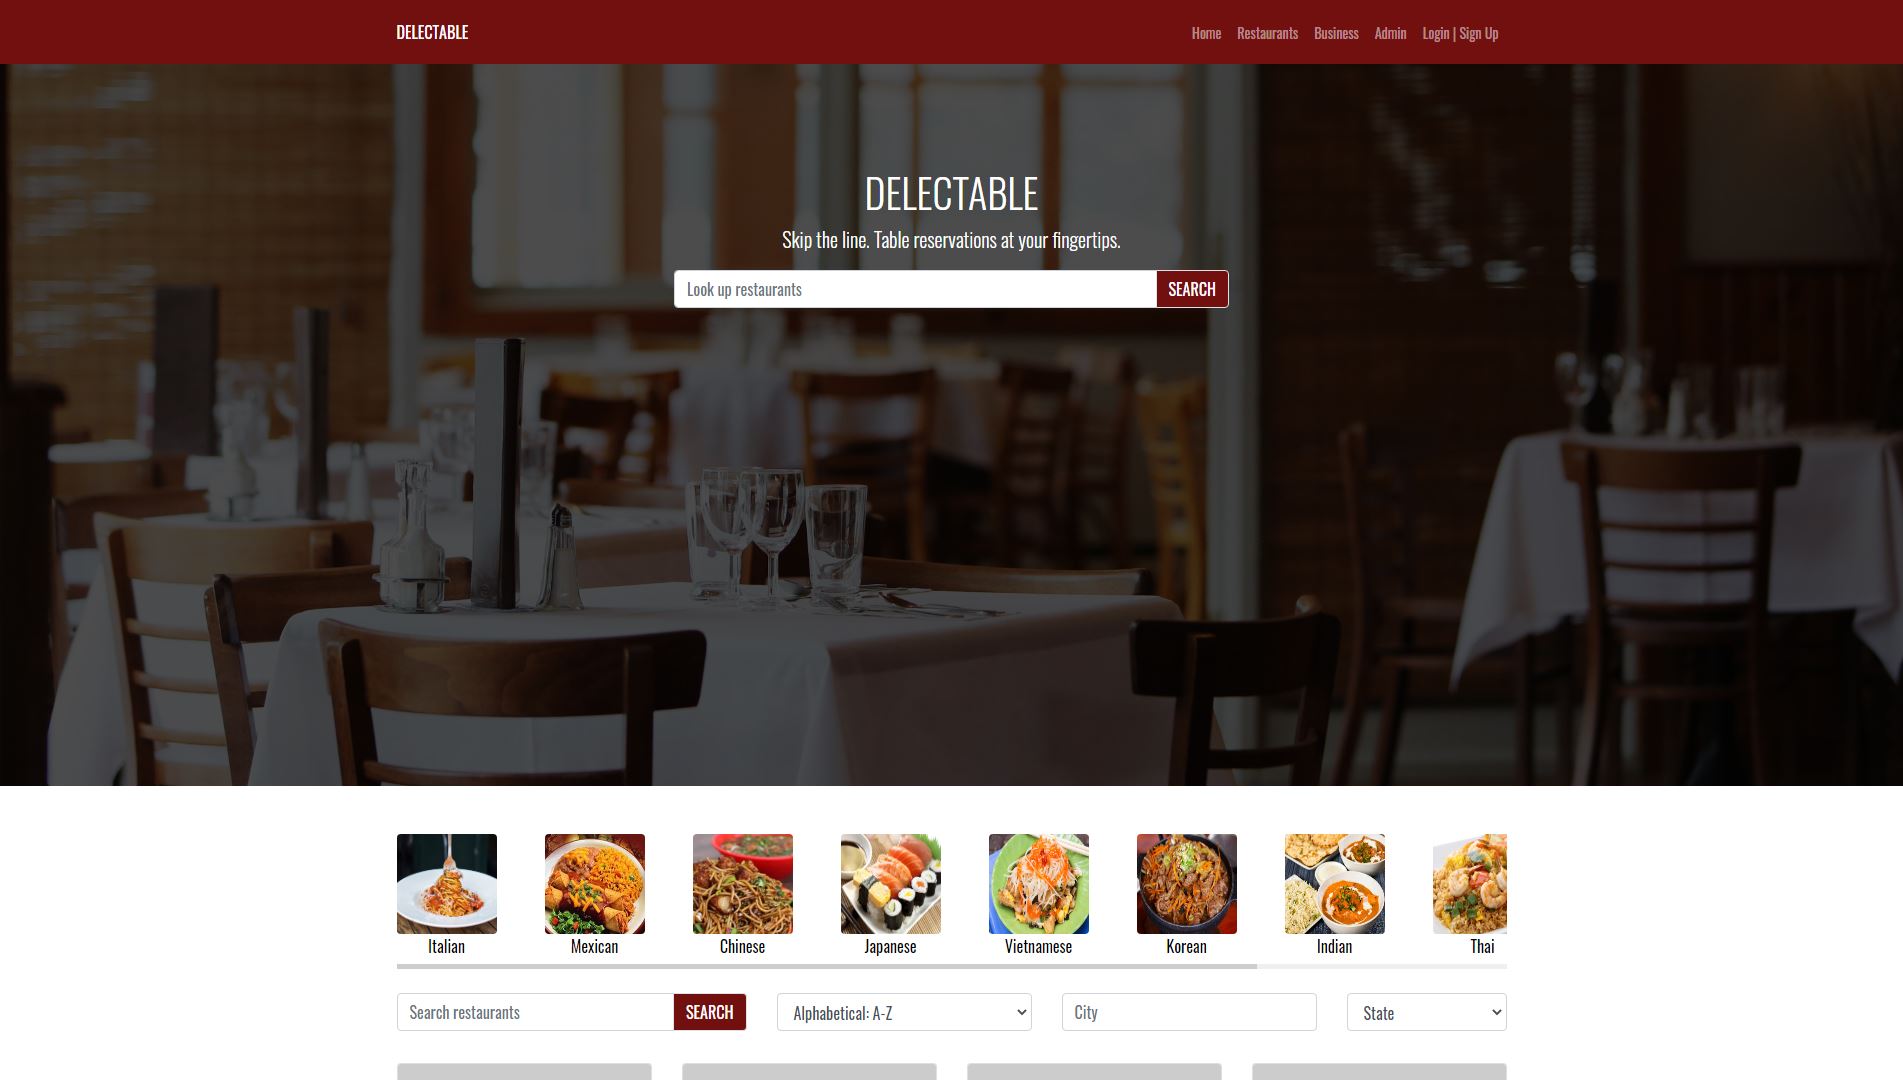 DELECTABLE
Home Restaurants Business Admin Login | Sign Up
DELECTABLE
Skip the line. Table reservations at your fingertips.
Look up restaurants SEARCH
Italian Mexican Chinese Japanese Vietnamese Korean Indian Thai
Search restaurants SEARCH Alphabetical: A-Z City State